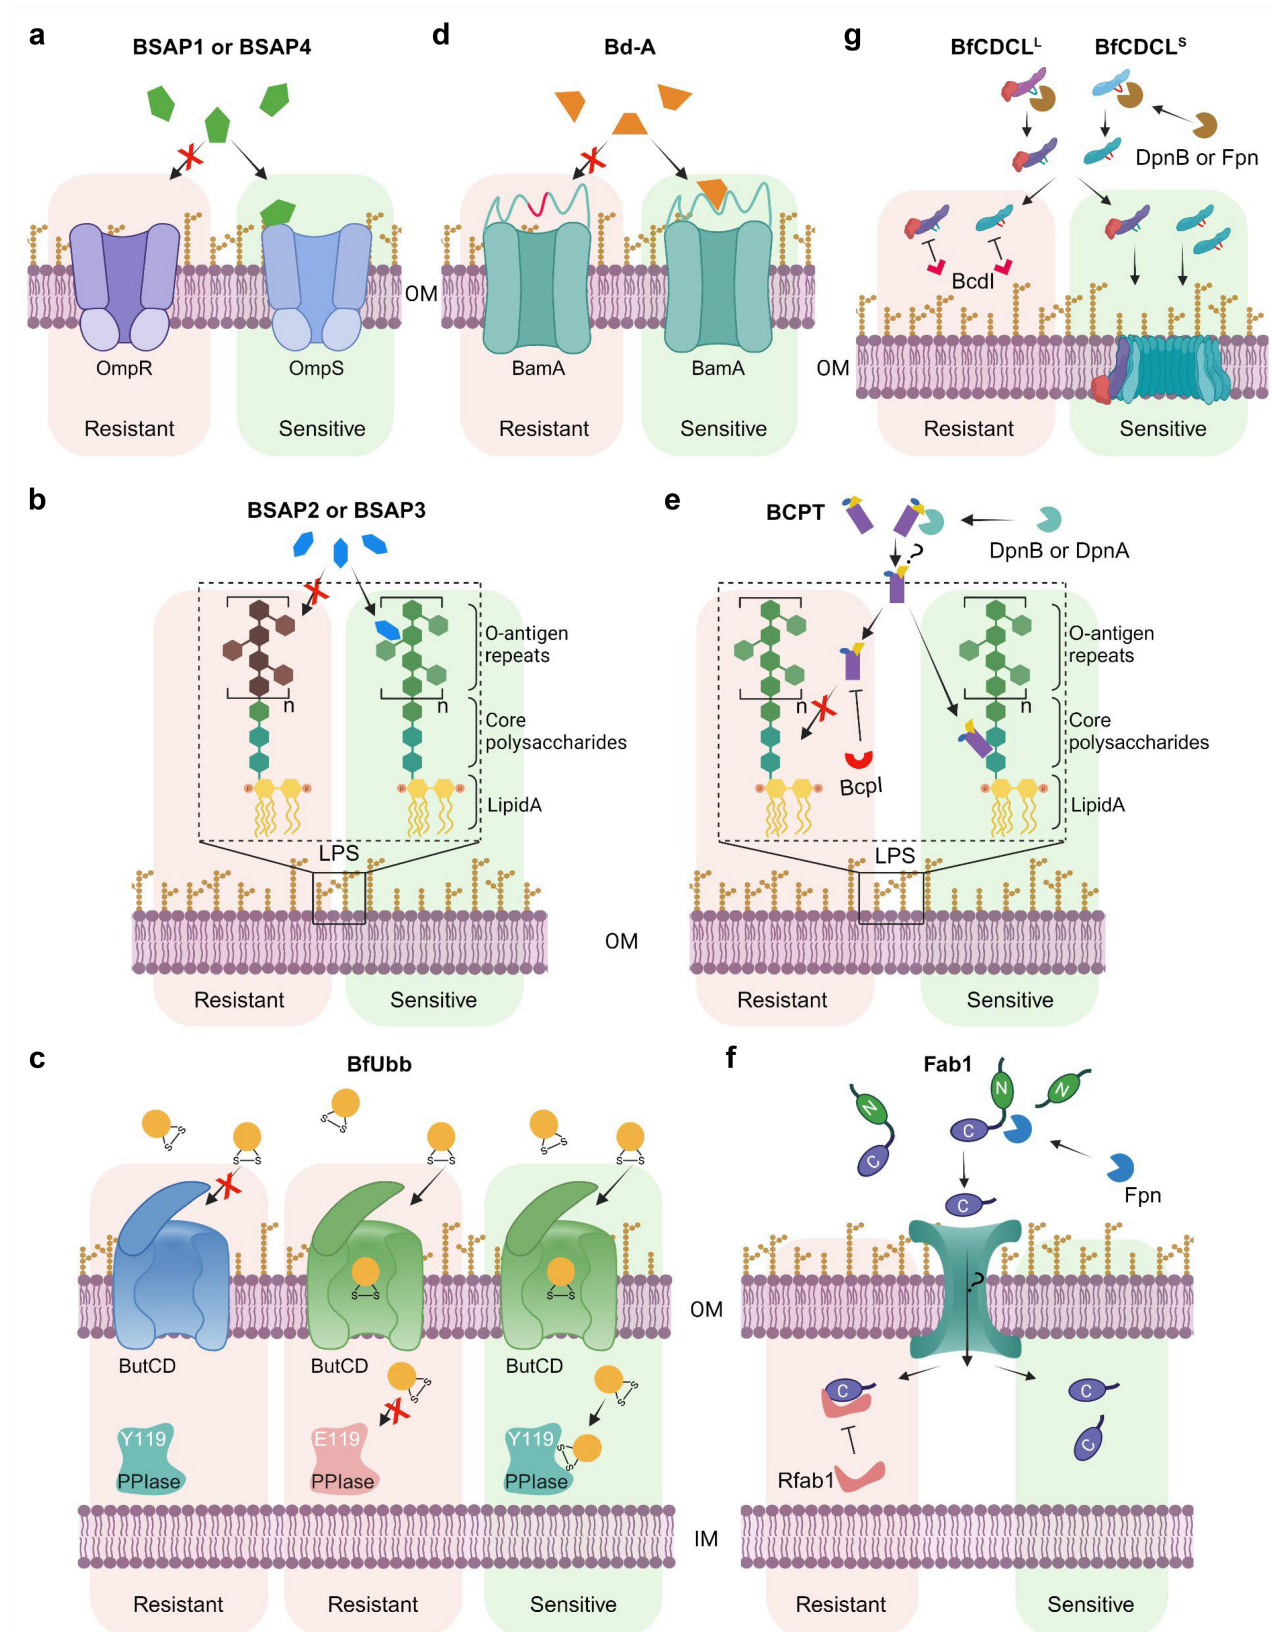 a
BSAP1 or BSAP4
OmpR
OmpS
Resistant
Sensitive
OM
d
Bd-A
BamA
BamA
Resistant
Sensitive
g
BfCDCLᴸ
BfCDCLˢ
DpnB or Fpn
BcdI
OM
Resistant
Sensitive
b
BSAP2 or BSAP3
n
n
O-antigen
repeats
Core
polysaccharides
LipidA
P
P
P
P
LPS
Resistant
Sensitive
OM
e
BCPT
DpnB or DpnA
?
n
n
O-antigen
repeats
Core
polysaccharides
LipidA
P
P
P
P
BcpI
LPS
Resistant
Sensitive
c
BfUbb
S S
S S
S S
S S
S S
S S
S S
S S
ButCD
ButCD
ButCD
S S
S S
S S
Y119
PPlase
E119
PPlase
Y119
PPlase
Resistant
Resistant
Sensitive
OM
IM
f
Fab1
N
C
N
C
N
Fpn
C
?
C
C
C
Rfab1
Resistant
Sensitive